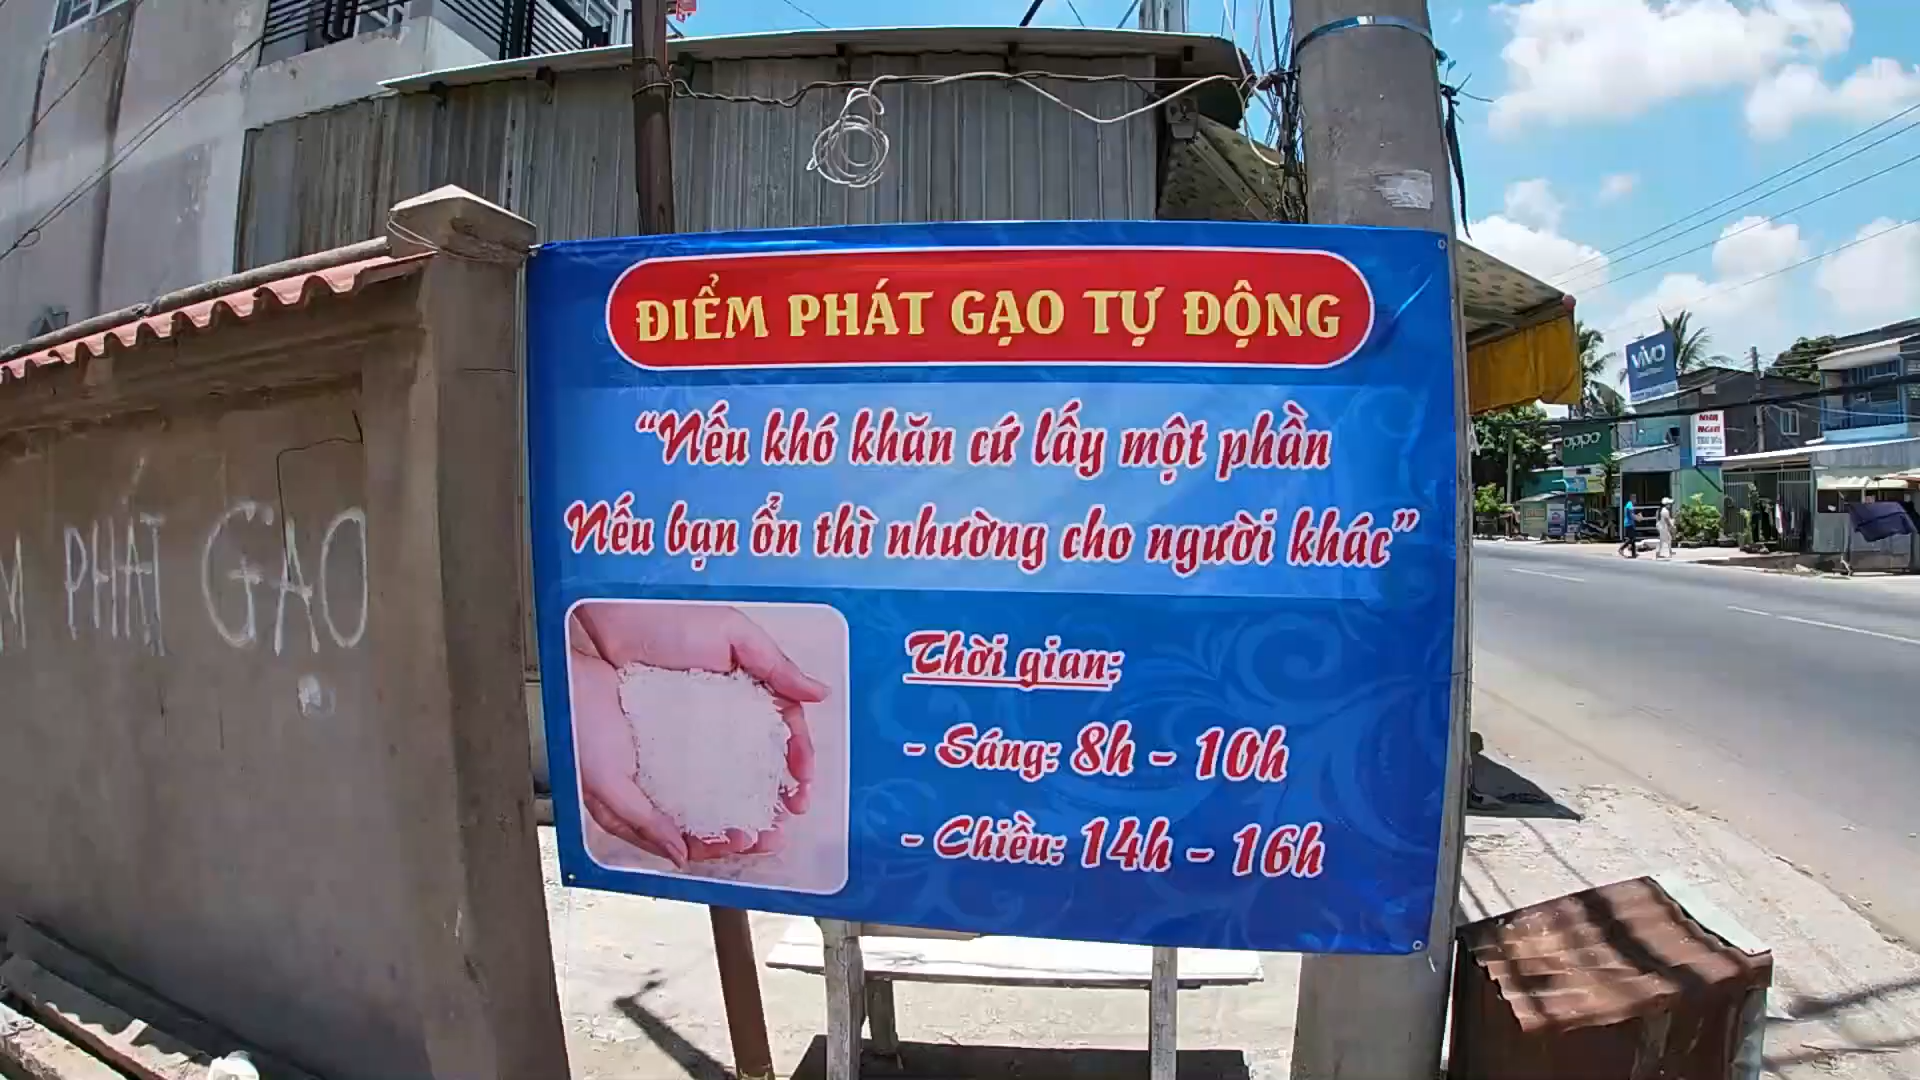 ĐIỂM PHÁT GẠO TỰ ĐỘNG
“Nếu khó khăn cứ lấy một phần
Nếu bạn ổn thì nhường cho người khác”
Thời gian:
- Sáng: 8h - 10h
- Chiều: 14h - 16h
M PHÁT GẠO
vivo
oppo